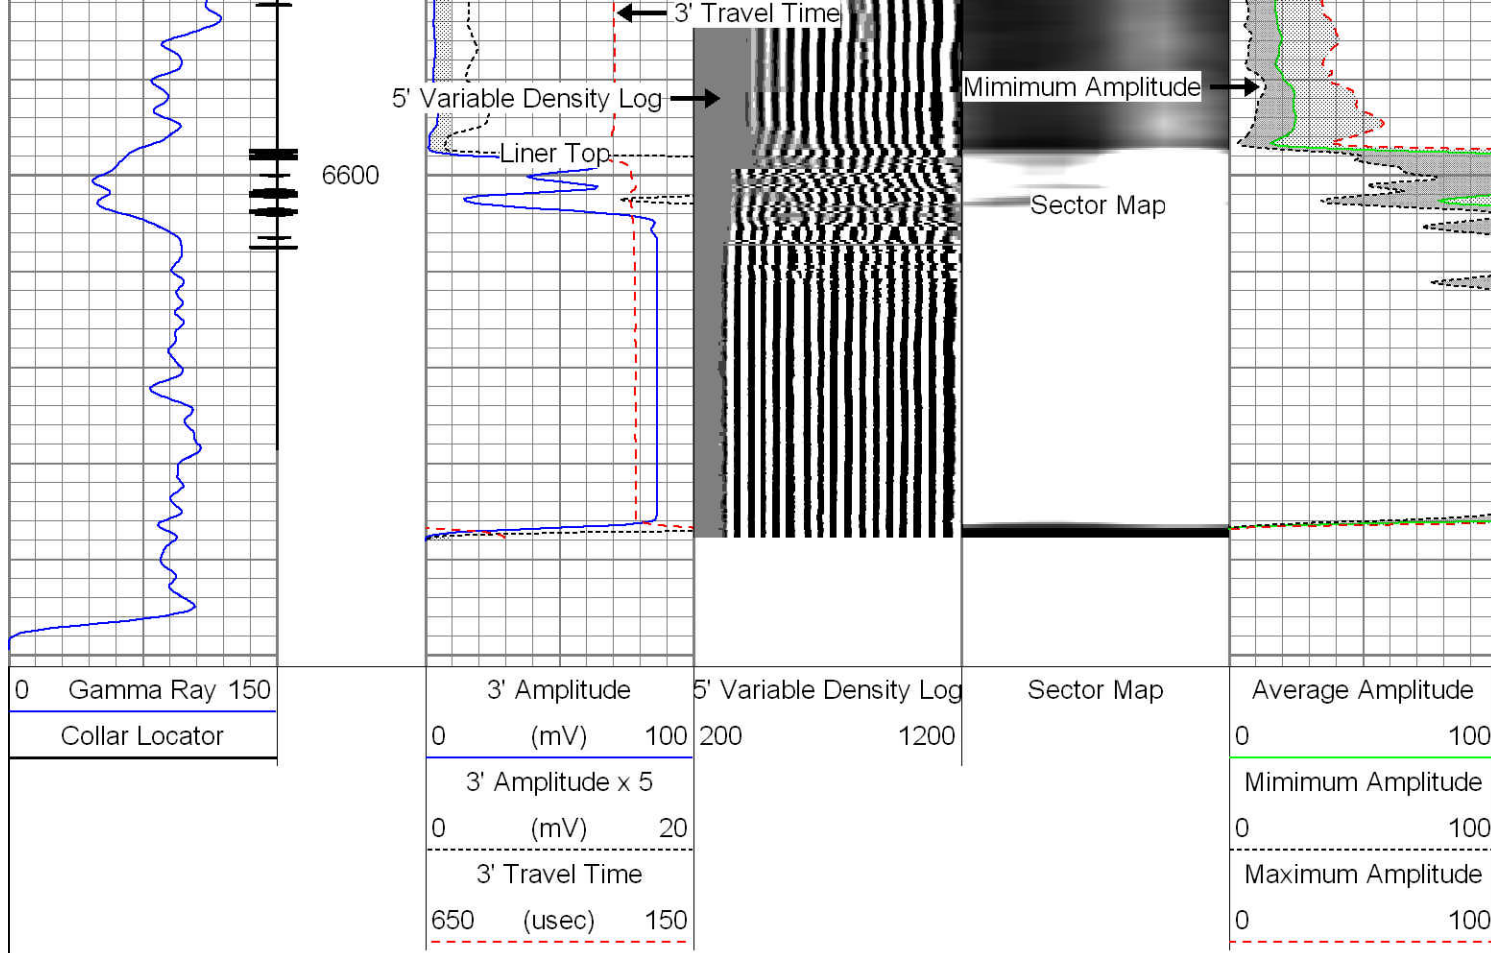 3' Travel Time
5' Variable Density Log
Mimimum Amplitude
Liner Top
6600
Sector Map
0 Gamma Ray 150
Collar Locator
3' Amplitude
0 (mV) 100
3' Amplitude x 5
0 (mV) 20
3' Travel Time
650 (usec) 150
5' Variable Density Log
200 1200
Sector Map
Average Amplitude
0 100
Mimimum Amplitude
0 100
Maximum Amplitude
0 100